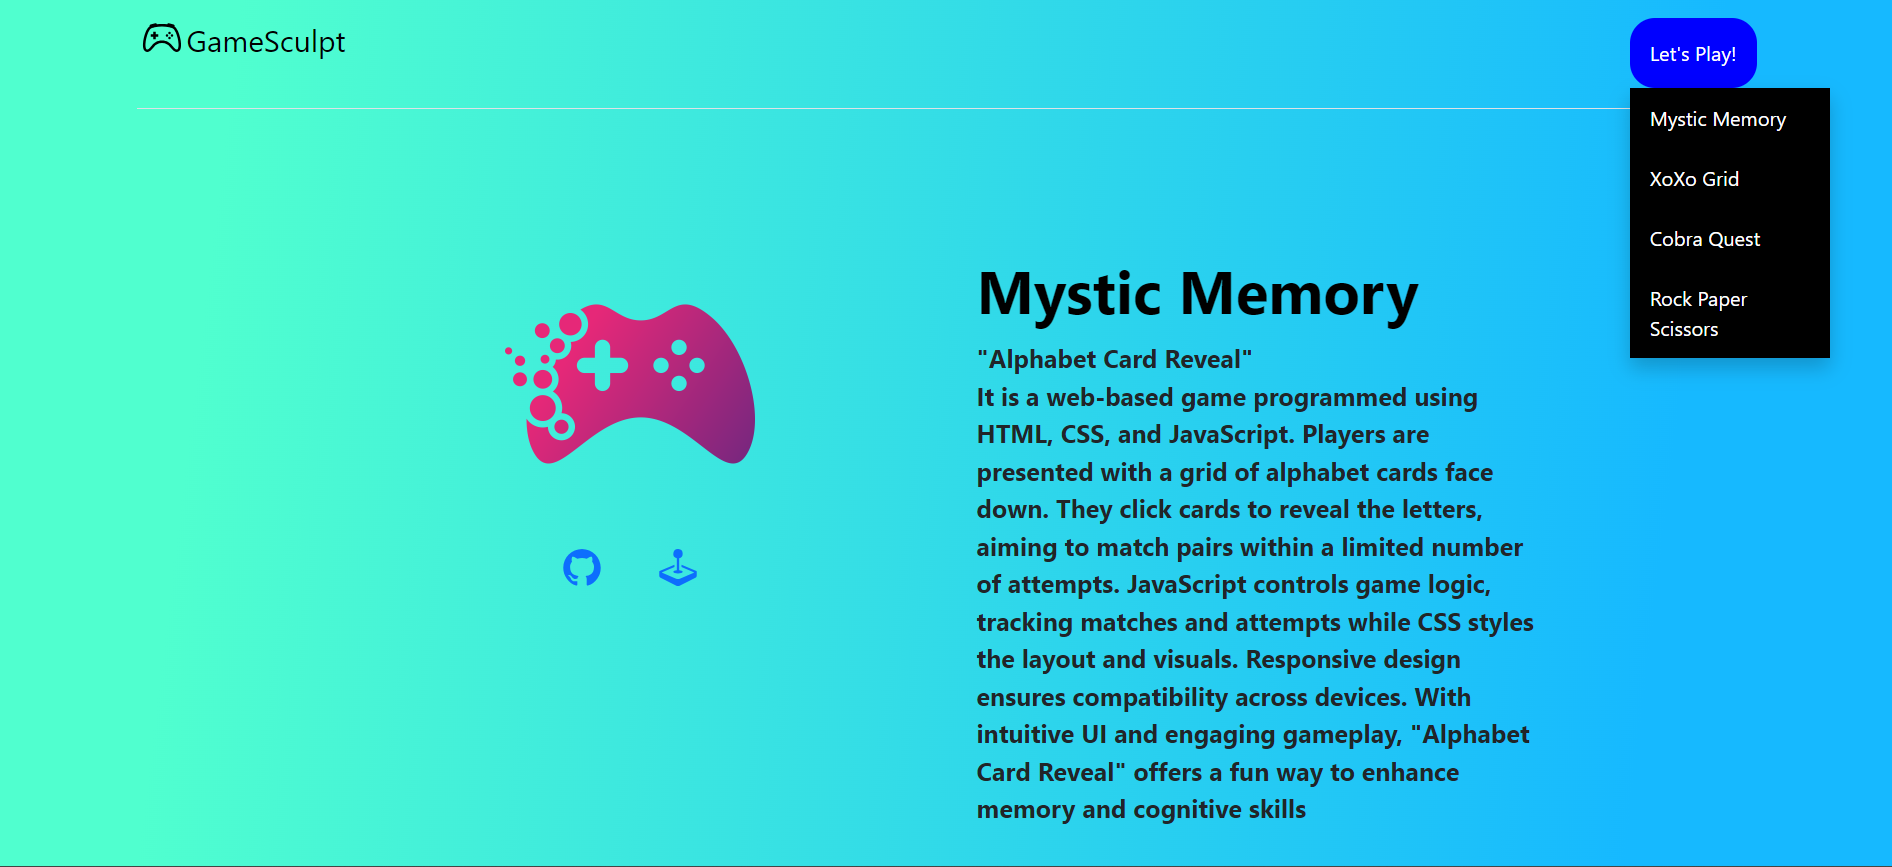 GameSculpt
Let's Play!
Mystic Memory
XoXo Grid
Cobra Quest
Rock Paper
Scissors
Mystic Memory
"Alphabet Card Reveal"
It is a web-based game programmed using
HTML, CSS, and JavaScript. Players are
presented with a grid of alphabet cards face
down. They click cards to reveal the letters,
aiming to match pairs within a limited number
of attempts. JavaScript controls game logic,
tracking matches and attempts while CSS styles
the layout and visuals. Responsive design
ensures compatibility across devices. With
intuitive UI and engaging gameplay, "Alphabet
Card Reveal" offers a fun way to enhance
memory and cognitive skills